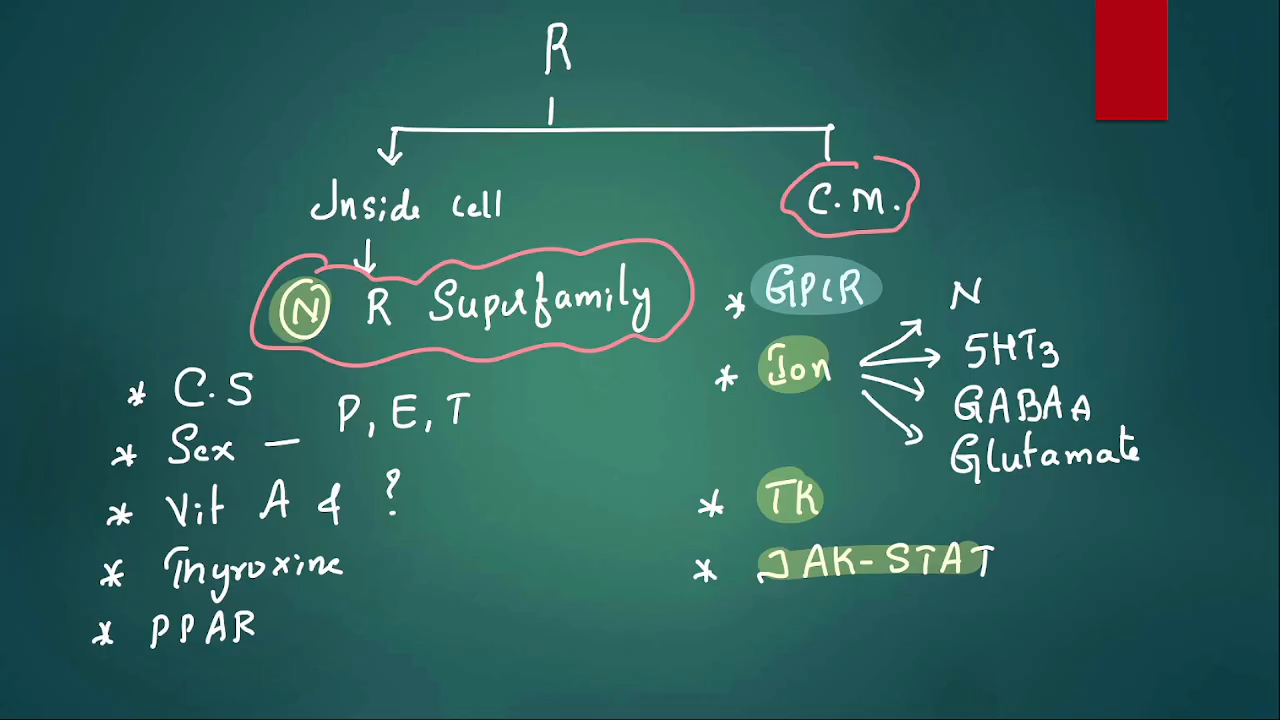 R
Inside cell
C.M.
N R Superfamily
* C.S
* Sex – P, E, T
* Vit A & ?
* Thyroxine
* PPAR
* GPCR
* Ion
N
5HT3
GABAA
Glutamate
* TK
* JAK-STAT